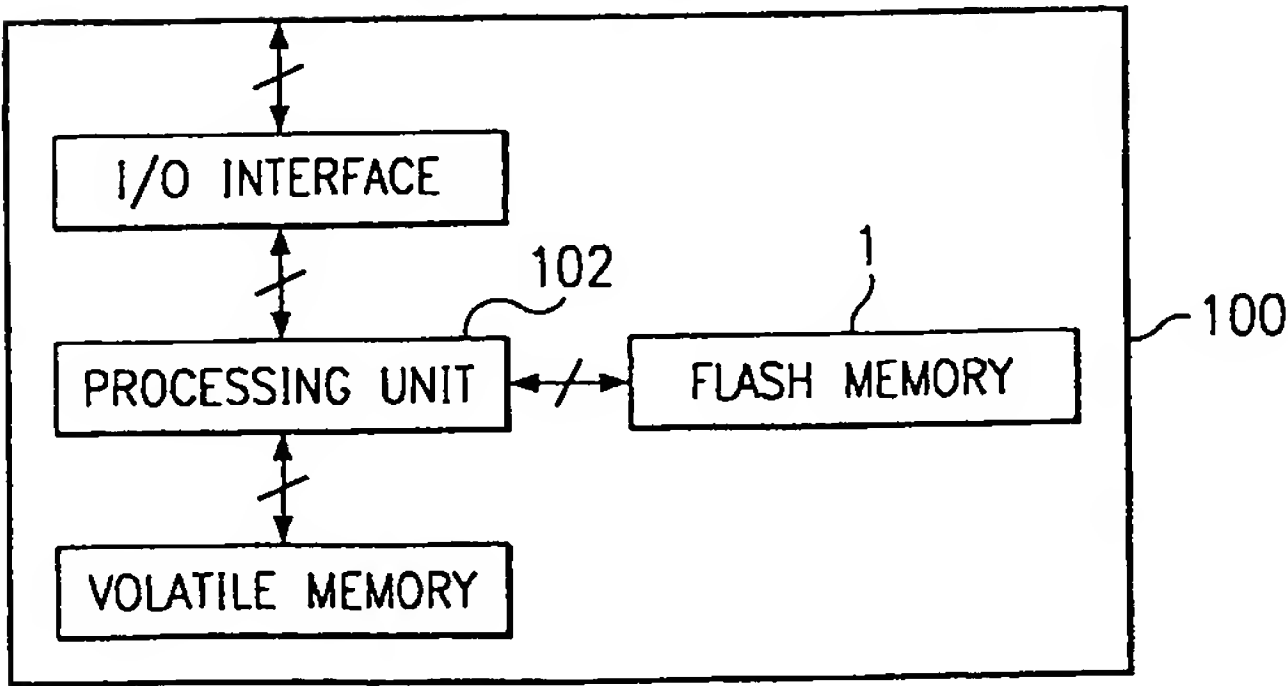 I/O INTERFACE
102
1
100
PROCESSING UNIT
FLASH MEMORY
VOLATILE MEMORY